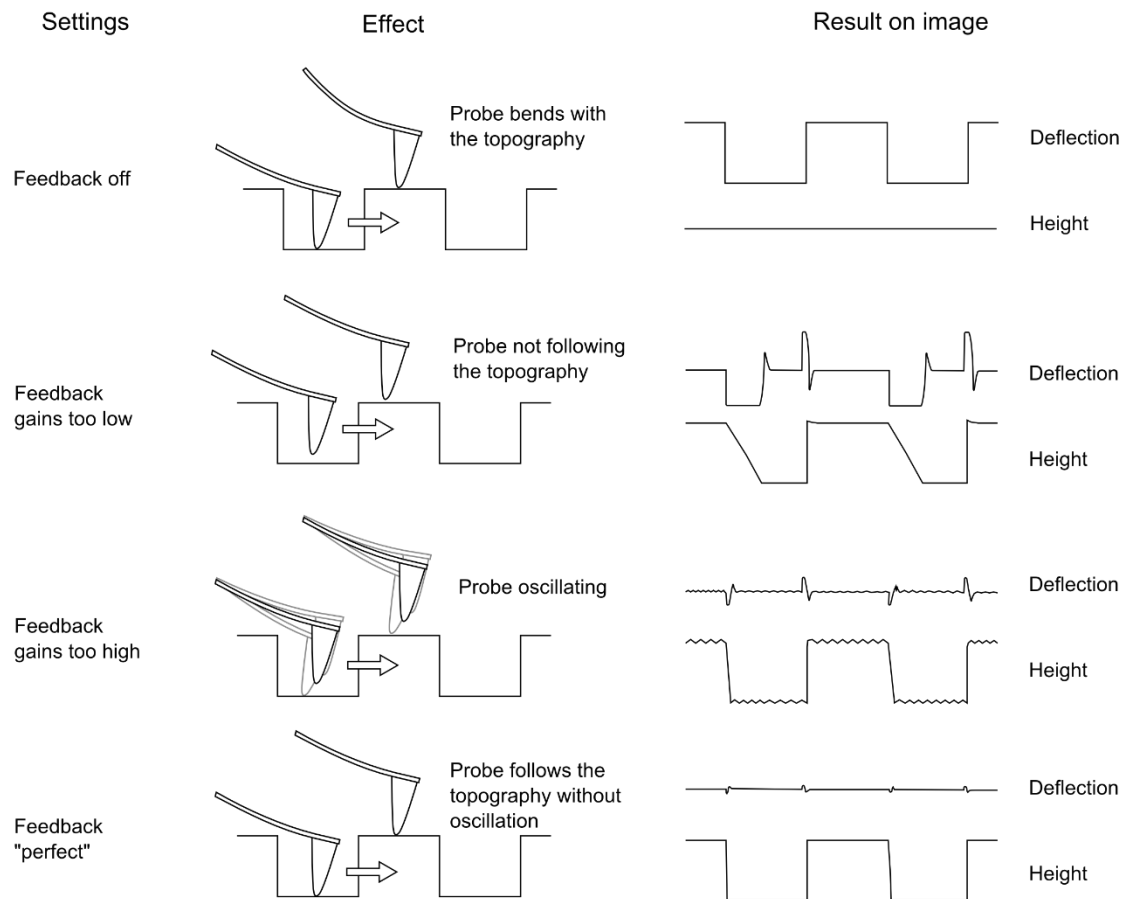 Settings
Effect
Result on image
Feedback off
Probe bends with
the topography
Deflection
Height
Feedback
gains too low
Probe not following
the topography
Deflection
Height
Feedback
gains too high
Probe oscillating
Deflection
Height
Feedback
"perfect"
Probe follows the
topography without
oscillation
Deflection
Height